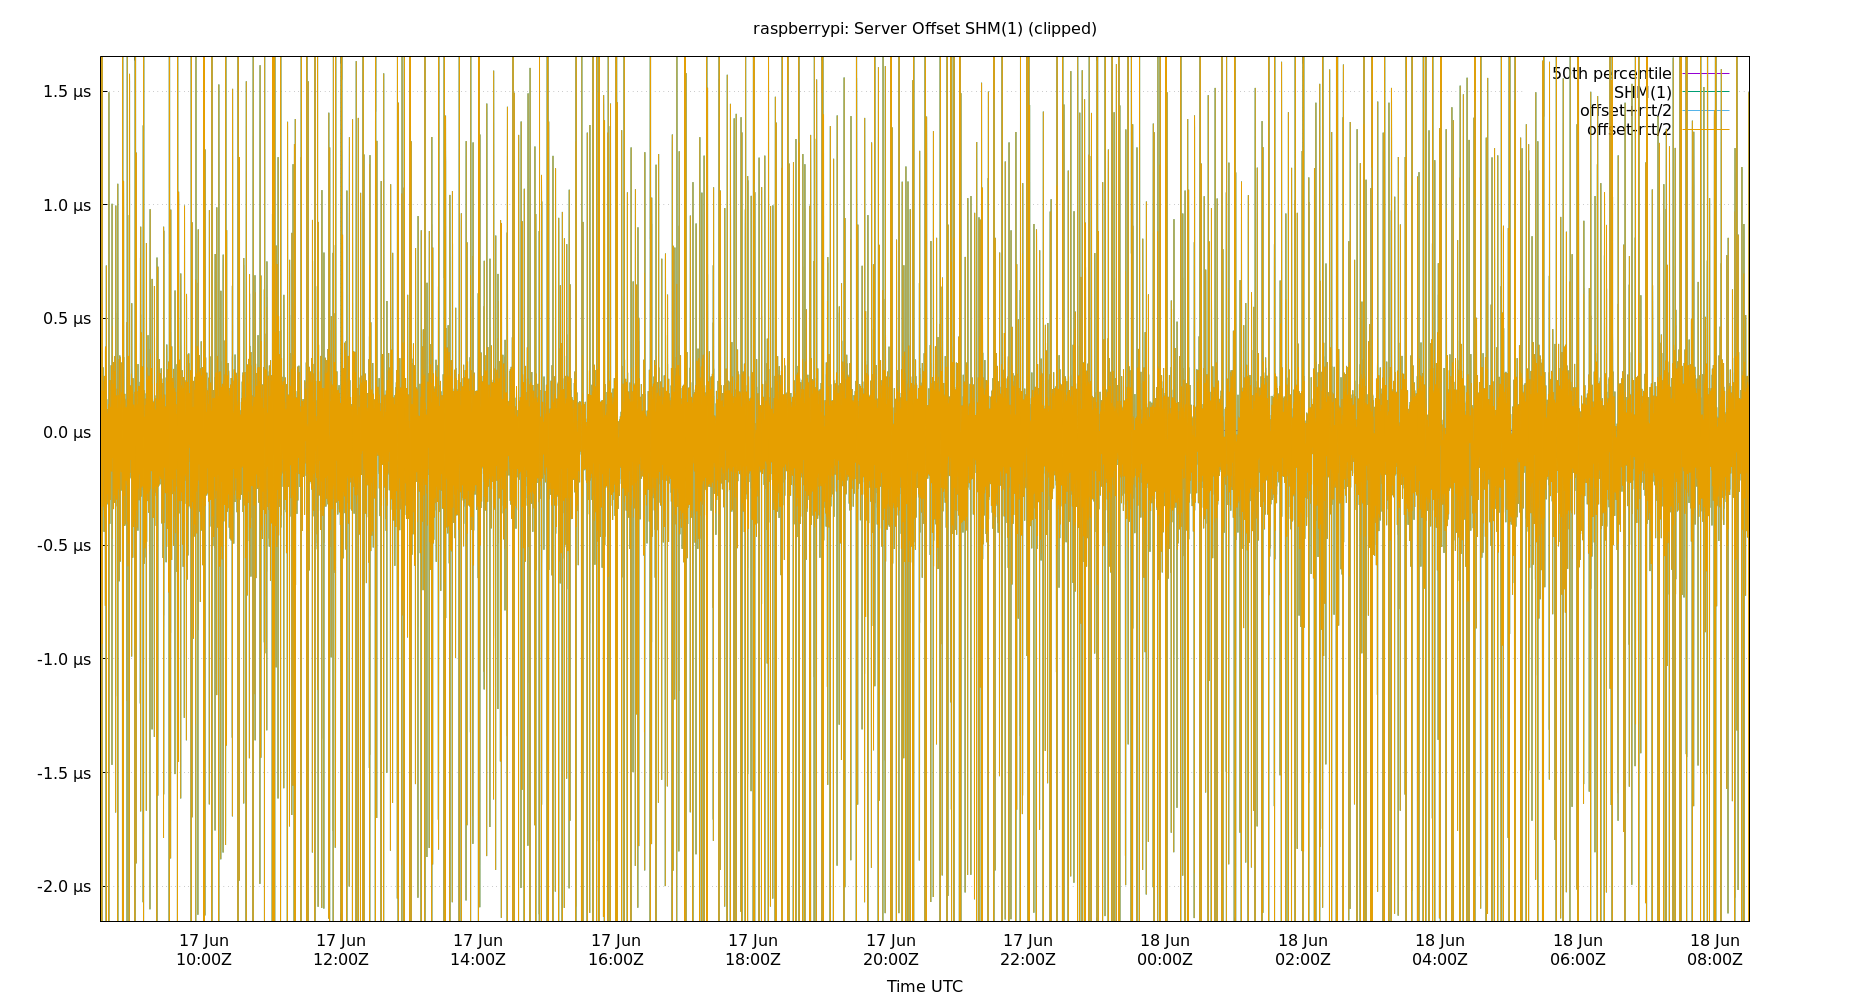 raspberrypi: Server Offset SHM(1) (clipped)
50th percentile
SHM(1)
offset+rtt/2
offset-rtt/2
1.5 µs
1.0 µs
0.5 µs
0.0 µs
-0.5 µs
-1.0 µs
-1.5 µs
-2.0 µs
17 Jun 17 Jun 17 Jun 17 Jun 17 Jun 17 Jun 17 Jun 18 Jun 18 Jun 18 Jun 18 Jun 18 Jun
10:00Z 12:00Z 14:00Z 16:00Z 18:00Z 20:00Z 22:00Z 00:00Z 02:00Z 04:00Z 06:00Z 08:00Z
Time UTC